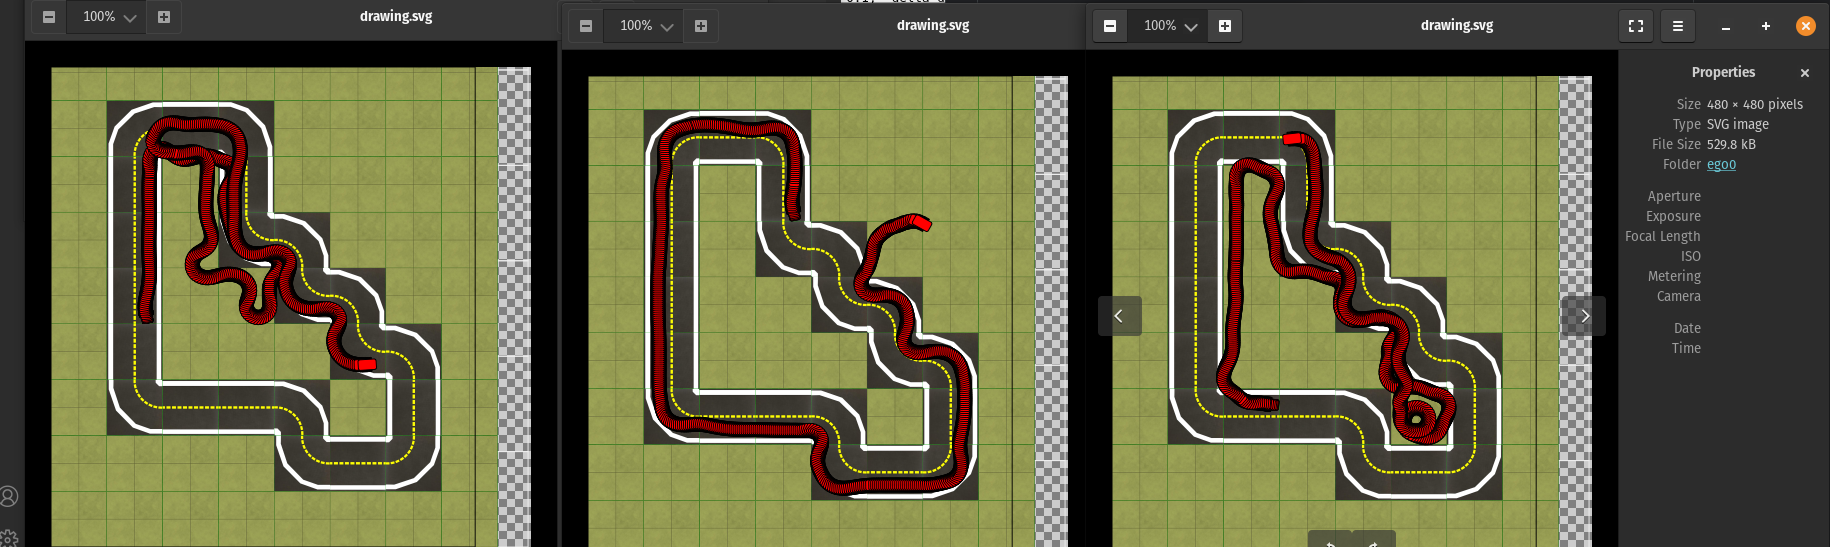 100%
drawing.svg
100%
drawing.svg
100%
drawing.svg
Properties
Size 480 × 480 pixels
Type SVG image
File Size 529.8 kB
Folder ego0
Aperture
Exposure
Focal Length
ISO
Metering
Camera
Date
Time